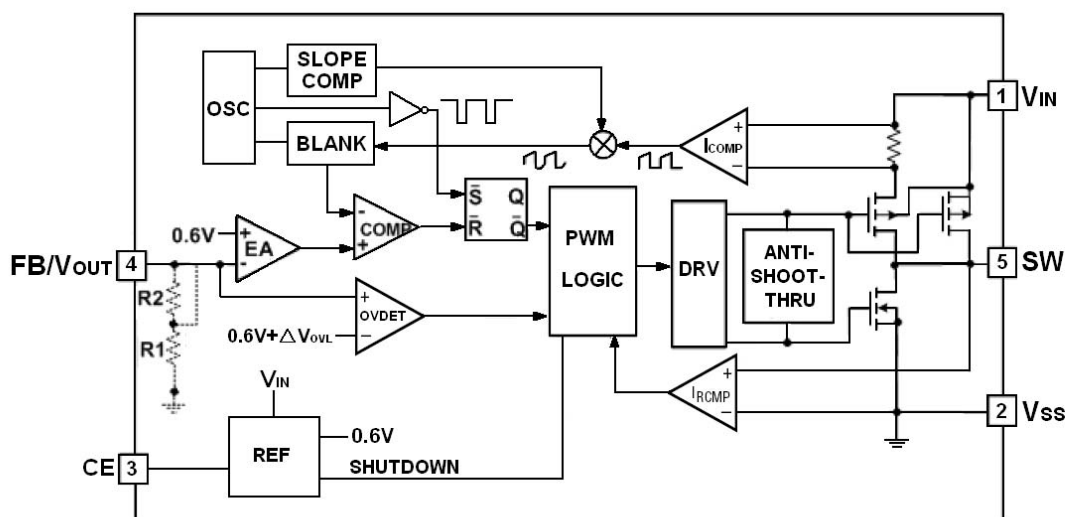 SLOPE
COMP
OSC
BLANK
+
ICOMP
−
1
VIN
S̅ Q
R̅ Q̅
-
COMP
+
0.6V
+
EA
-
FB/VOUT
4
R2
R1
+
OVDET
−
0.6V+△VOVL
PWM
LOGIC
DRV
ANTI-
SHOOT-
THRU
5
SW
+
IRCMP
−
2
VSS
VIN
REF
0.6V
SHUTDOWN
CE
3